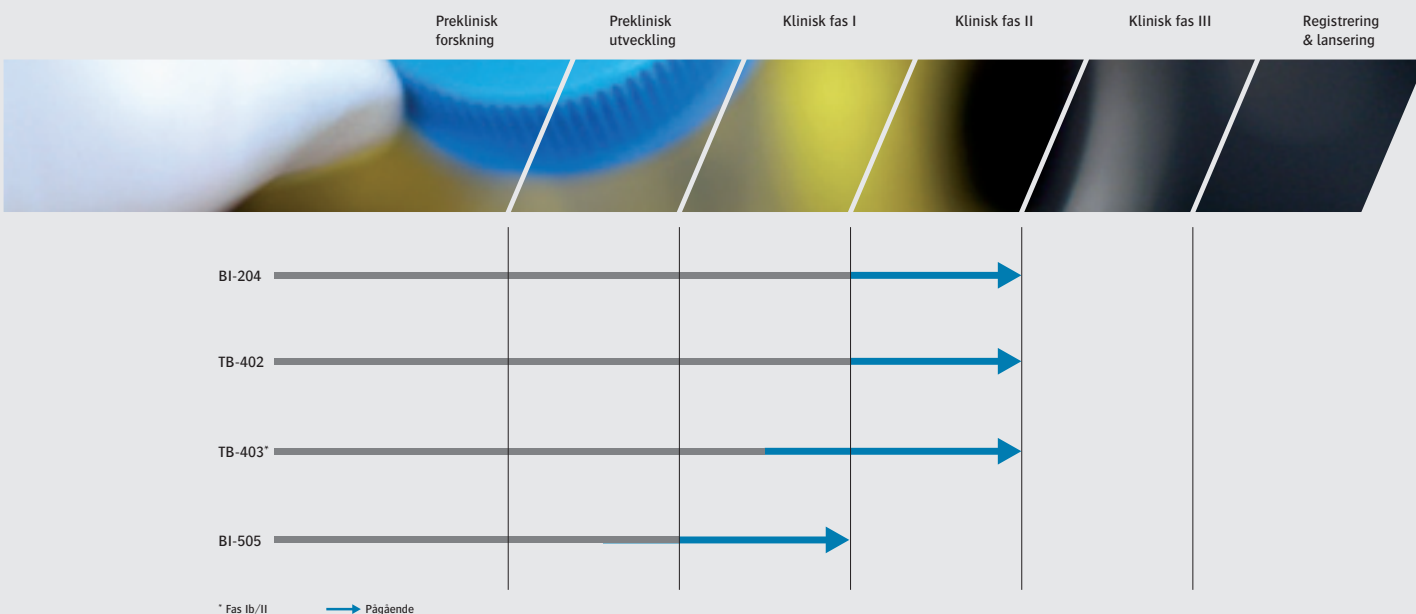 Preklinisk
forskning
Preklinisk
utveckling
Klinisk fas I
Klinisk fas II
Klinisk fas III
Registrering
& lansering
BI-204
TB-402
TB-403*
BI-505
* Fas Ib/II
Pågående